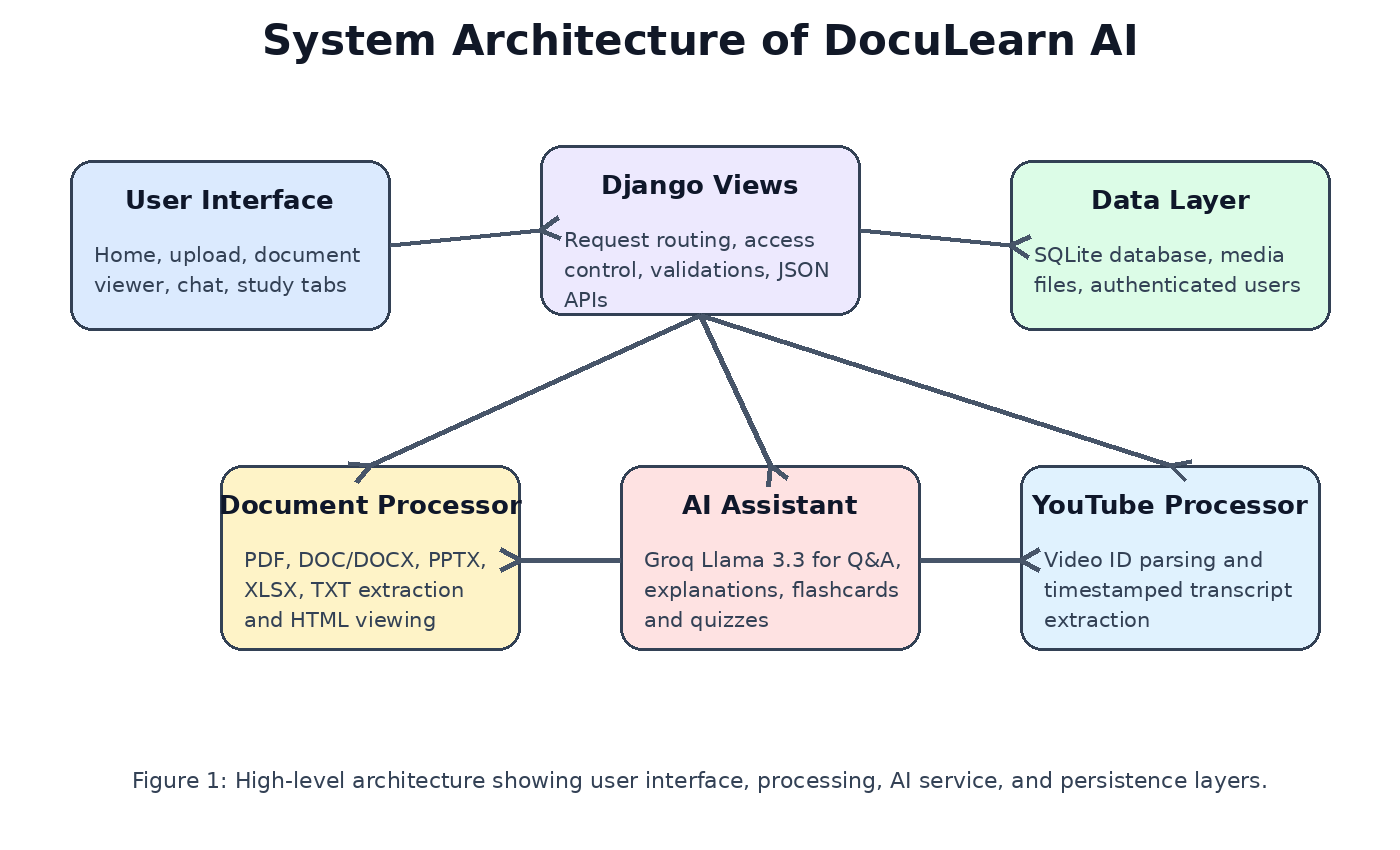 System Architecture of DocuLearn AI
User Interface
Home, upload, document
viewer, chat, study tabs
Django Views
Request routing, access
control, validations, JSON
APIs
Data Layer
SQLite database, media
files, authenticated users
Document Processor
PDF, DOC/DOCX, PPTX,
XLSX, TXT extraction
and HTML viewing
AI Assistant
Groq Llama 3.3 for Q&A,
explanations, flashcards
and quizzes
YouTube Processor
Video ID parsing and
timestamped transcript
extraction
Figure 1: High-level architecture showing user interface, processing, AI service, and persistence layers.